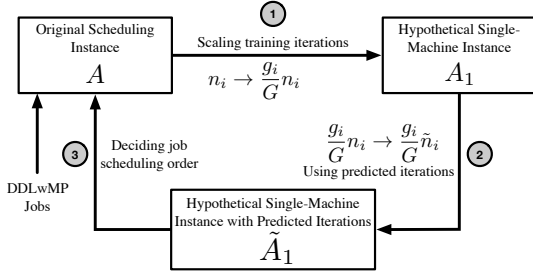 1
Original Scheduling
Instance
A
Scaling training iterations
n_i → g_i/G n_i
Hypothetical Single-
Machine Instance
A_1
g_i/G n_i → g_i/G ñ_i
Using predicted iterations
2
3
Deciding job
scheduling order
DDLwMP
Jobs
Hypothetical Single-Machine
Instance with Predicted Iterations
Ã_1